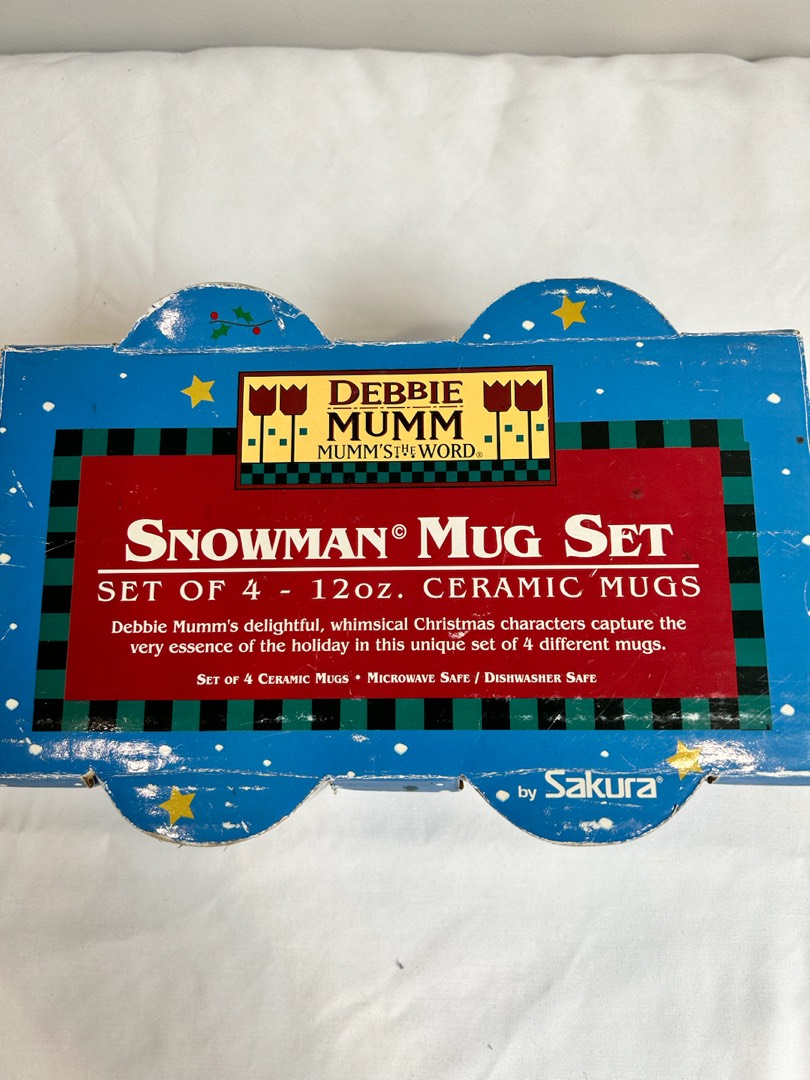 DEBBIE
MUMM
MUMM'S THE WORD®
SNOWMAN© MUG SET
SET OF 4 - 12oz. CERAMIC MUGS
Debbie Mumm's delightful, whimsical Christmas characters capture the
very essence of the holiday in this unique set of 4 different mugs.
SET OF 4 CERAMIC MUGS • MICROWAVE SAFE / DISHWASHER SAFE
by Sakura®